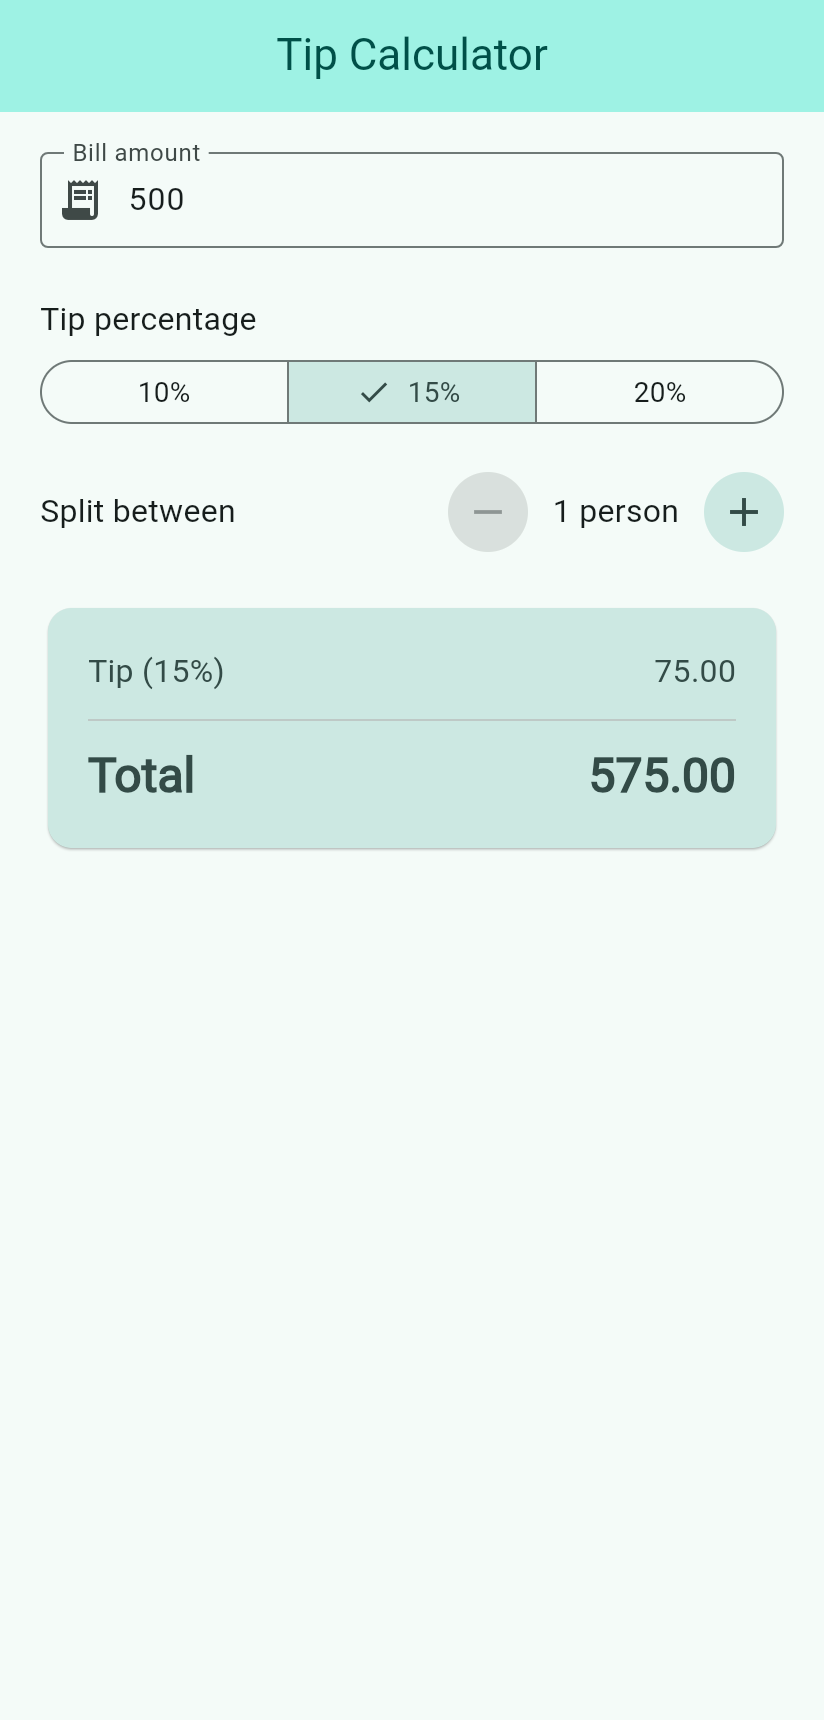 Tip Calculator
Bill amount
500
Tip percentage
10% 15% 20%
Split between 1 person
Tip (15%) 75.00
Total 575.00